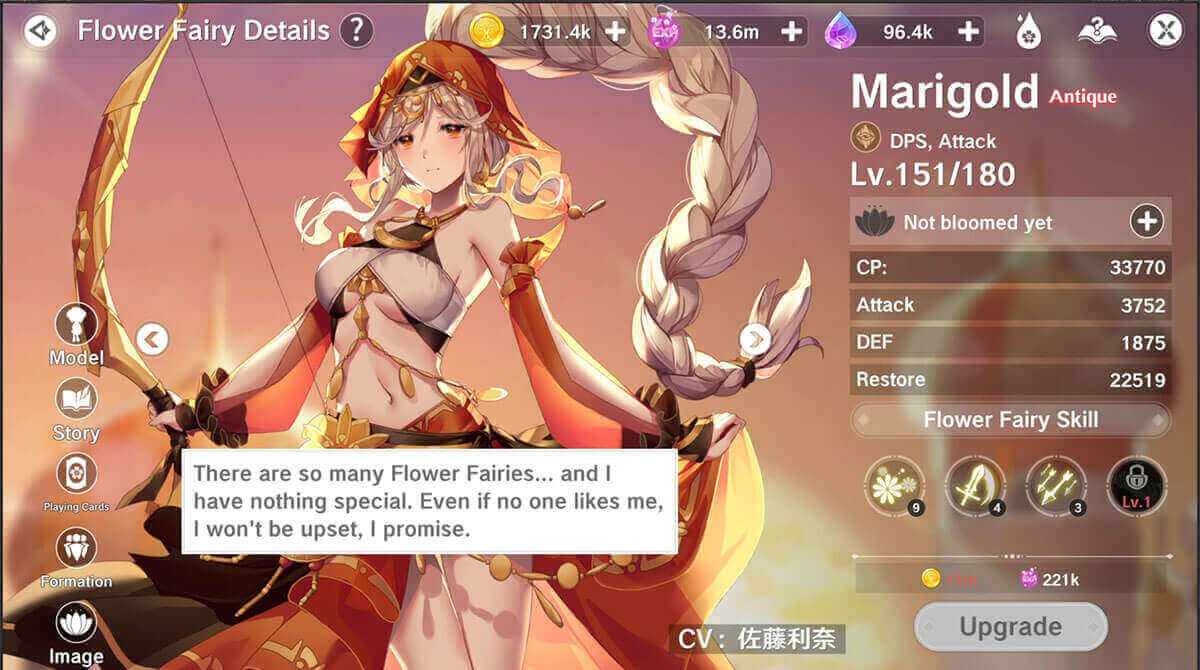 Flower Fairy Details ?
1731.4k
EXP
13.6m
96.4k
Marigold Antique
DPS, Attack
Lv.151/180
Not bloomed yet
CP: 33770
Attack 3752
DEF 1875
Restore 22519
Flower Fairy Skill
9
4
3
Lv.1
11m
221k
Upgrade
Model
Story
Playing Cards
Formation
Image
There are so many Flower Fairies... and I
have nothing special. Even if no one likes me,
I won't be upset, I promise.
CV : 佐藤利奈